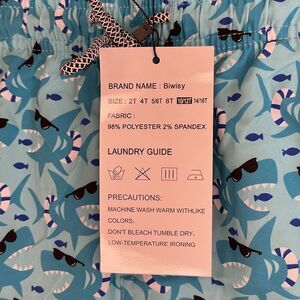 BRAND NAME : Biwisy
SIZE : 2T 4T 5/6T 8T 10/12T 14/16T
FABRIC :
98% POLYESTER 2% SPANDEX
LAUNDRY GUIDE
PRECAUTIONS:
MACHINE WASH WARM WITHLIKE
COLORS;
DON'T BLEACH TUMBLE DRY,
LOW-TEMPERATURE IRONING